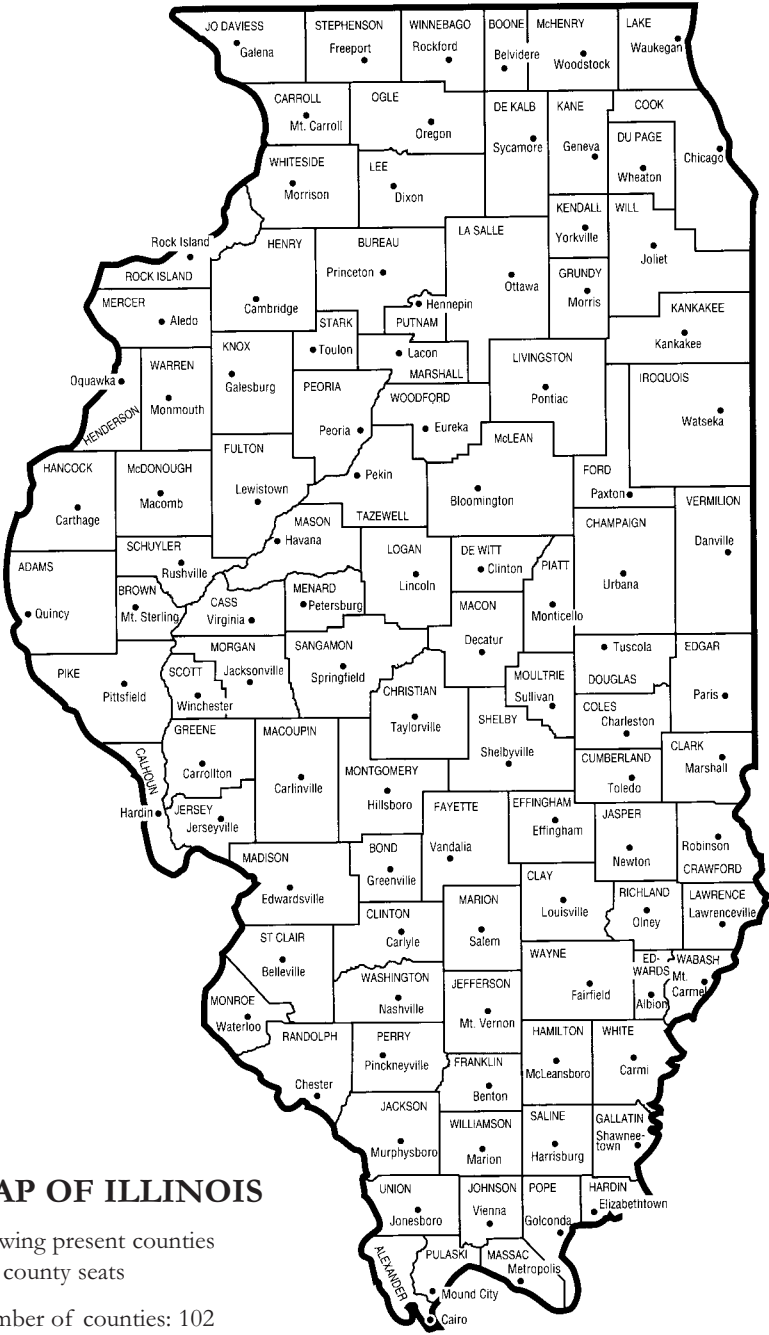 JO DAVIESS
Galena
STEPHENSON
Freeport
WINNEBAGO
Rockford
BOONE
Belvidere
McHENRY
Woodstock
LAKE
Waukegan
CARROLL
Mt. Carroll
OGLE
Oregon
DE KALB
Sycamore
KANE
Geneva
COOK
Chicago
DU PAGE
Wheaton
WHITESIDE
Morrison
LEE
Dixon
KENDALL
Yorkville
WILL
Joliet
Rock Island
ROCK ISLAND
HENRY
Cambridge
BUREAU
Princeton
LA SALLE
Ottawa
GRUNDY
Morris
MERCER
Aledo
Hennepin
PUTNAM
KANKAKEE
Kankakee
STARK
Toulon
Lacon
MARSHALL
KNOX
Galesburg
WARREN
Monmouth
Oquawka
HENDERSON
PEORIA
Peoria
WOODFORD
Eureka
LIVINGSTON
Pontiac
IROQUOIS
Watseka
McLEAN
Bloomington
FORD
Paxton
HANCOCK
Carthage
McDONOUGH
Macomb
FULTON
Lewistown
Pekin
TAZEWELL
VERMILION
Danville
MASON
Havana
CHAMPAIGN
Urbana
SCHUYLER
Rushville
LOGAN
Lincoln
DE WITT
Clinton
PIATT
Monticello
ADAMS
Quincy
BROWN
Mt. Sterling
CASS
Virginia
MENARD
Petersburg
MACON
Decatur
MORGAN
Jacksonville
SANGAMON
Springfield
Tuscola
DOUGLAS
EDGAR
Paris
PIKE
Pittsfield
SCOTT
Winchester
CHRISTIAN
Taylorville
MOULTRIE
Sullivan
COLES
Charleston
SHELBY
Shelbyville
GREENE
Carrollton
MACOUPIN
Carlinville
CUMBERLAND
Toledo
CLARK
Marshall
CALHOUN
Hardin
MONTGOMERY
Hillsboro
JERSEY
Jerseyville
FAYETTE
Vandalia
EFFINGHAM
Effingham
JASPER
Newton
Robinson
CRAWFORD
MADISON
Edwardsville
BOND
Greenville
CLAY
Louisville
RICHLAND
Olney
LAWRENCE
Lawrenceville
CLINTON
Carlyle
MARION
Salem
ST CLAIR
Belleville
WAYNE
Fairfield
ED-
WARDS
Albion
WABASH
Mt.
Carmel
WASHINGTON
Nashville
JEFFERSON
Mt. Vernon
MONROE
Waterloo
RANDOLPH
Chester
PERRY
Pinckneyville
HAMILTON
McLeansboro
WHITE
Carmi
FRANKLIN
Benton
JACKSON
Murphysboro
WILLIAMSON
Marion
SALINE
Harrisburg
GALLATIN
Shawnee-
town
UNION
Jonesboro
JOHNSON
Vienna
POPE
Golconda
HARDIN
Elizabethtown
ALEXANDER
PULASKI
MASSAC
Metropolis
Mound City
Cairo
AP OF ILLINOIS
wing present counties
county seats
mber of counties: 102